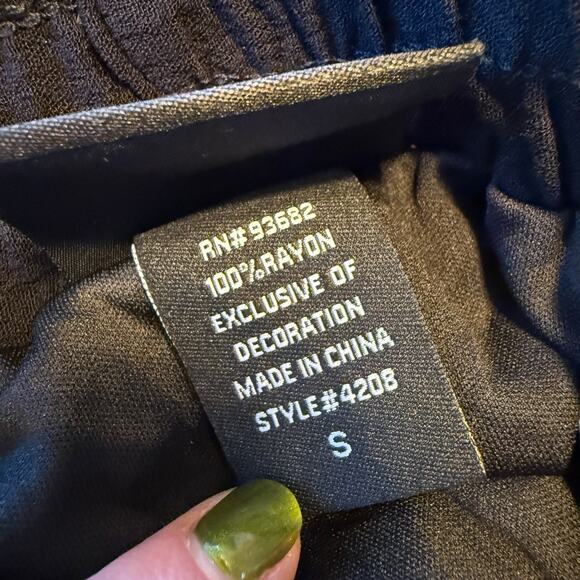 RN# 93682
100%RAYON
EXCLUSIVE OF
DECORATION
MADE IN CHINA
STYLE#4208
S